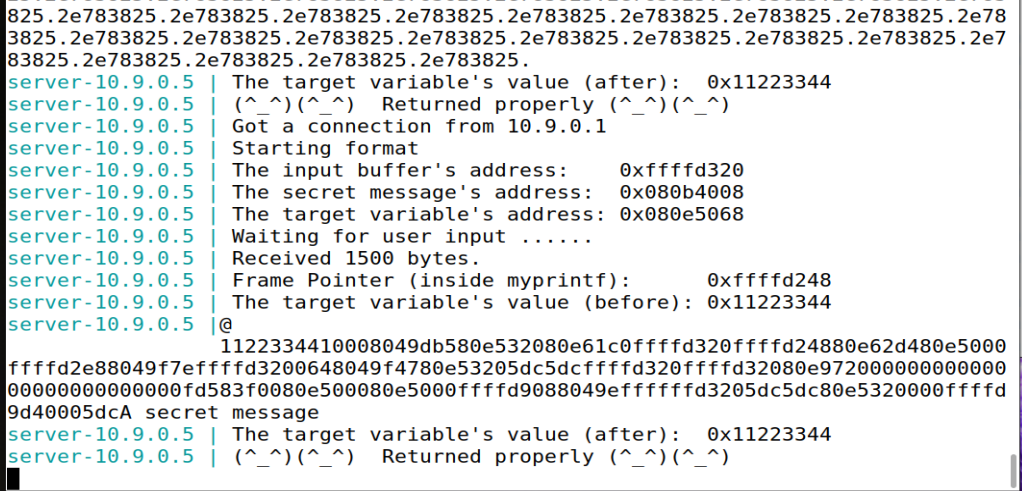 825.2e783825.2e783825.2e783825.2e783825.2e783825.2e783825.2e783825.2e783825.2e78
3825.2e783825.2e783825.2e783825.2e783825.2e783825.2e783825.2e783825.2e783825.2e7
83825.2e783825.2e783825.2e783825.2e783825.
server-10.9.0.5 | The target variable's value (after):  0x11223344
server-10.9.0.5 | (^_^)(^_^)  Returned properly (^_^)(^_^)
server-10.9.0.5 | Got a connection from 10.9.0.1
server-10.9.0.5 | Starting format
server-10.9.0.5 | The input buffer's address:    0xffffd320
server-10.9.0.5 | The secret message's address:  0x080b4008
server-10.9.0.5 | The target variable's address: 0x080e5068
server-10.9.0.5 | Waiting for user input ......
server-10.9.0.5 | Received 1500 bytes.
server-10.9.0.5 | Frame Pointer (inside myprintf):      0xffffd248
server-10.9.0.5 | The target variable's value (before): 0x11223344
server-10.9.0.5 |@
1122334410008049db580e532080e61c0ffffd320ffffd24880e62d480e5000
ffffd2e88049f7effffd3200648049f4780e53205dc5dcffffd320ffffd32080e972000000000000
00000000000000fd583f0080e500080e5000ffffd9088049effffffd3205dc5dc80e5320000ffffd
9d40005dcA secret message
server-10.9.0.5 | The target variable's value (after):  0x11223344
server-10.9.0.5 | (^_^)(^_^)  Returned properly (^_^)(^_^)